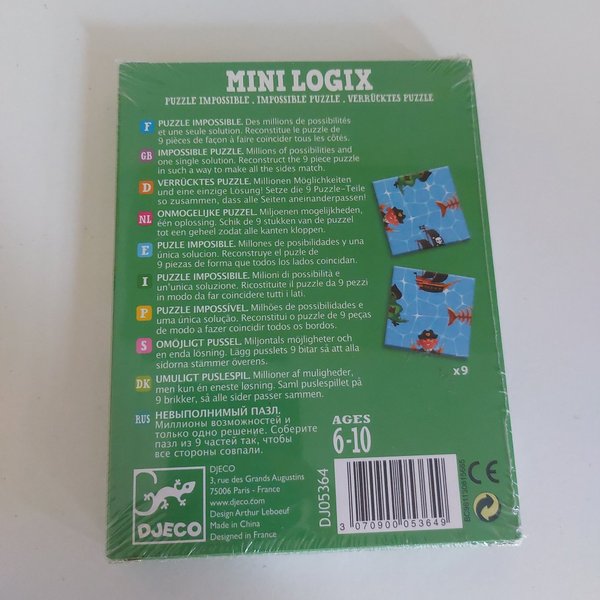 MINI LOGIX
PUZZLE IMPOSSIBLE . IMPOSSIBLE PUZZLE . VERRÜCKTES PUZZLE
F PUZZLE IMPOSSIBLE. Des millions de possibilités
et une seule solution. Reconstitue le puzzle de
9 pièces de façon à faire coincider tous les côtés.
GB IMPOSSIBLE PUZZLE. Millions of possibilities and
one single solution. Reconstruct the 9 piece puzzle
in such a way to make all the sides match.
D VERRÜCKTES PUZZLE. Millionen Möglichkeiten
und eine einzige Lösung! Setze die 9 Puzzle-Teile
so zusammen, dass alle Seiten aneinanderpassen!
NL ONMOGELIJKE PUZZEL. Miljoenen mogelijkheden,
één oplossing. Schik de 9 stukken van de puzzel
tot een geheel zodat alle kanten kloppen.
E PUZLE IMPOSIBLE. Millones de posibilidades y una
única solucion. Reconstruye el puzle de
9 piezas de forma que todos los lados coincidan.
I PUZZLE IMPOSSIBILE. Milioni di possibilità e
un'unica soluzione. Ricostituite il puzzle da 9 pezzi
in modo da far coincidere tutti i lati.
P PUZZLE IMPOSSÍVEL. Milhões de possibilidades e
uma única solução. Reconstitui o puzzle de 9 peças
de modo a fazer coincidir todos os bordos.
S OMÖJLIGT PUSSEL. Miljontals möjligheter och
en enda lösning. Lägg pusslets 9 bitar så att alla
sidorna stämmer överens.
DK UMULIGT PUSLESPIL. Millioner af muligheder,
men kun én eneste løsning. Saml puslespillet på
9 brikker, så alle sider passer sammen.
RUS НЕВЫПОЛНИМЫЙ ПАЗЛ.
Миллионы возможностей и
только одно решение. Соберите
пазл из 9 частей так, чтобы
все стороны совпали.
x9
AGES
6-10
DJECO
3, rue des Grands Augustins
75006 Paris - France
www.djeco.com
Design Arthur Leboeuf
Made in China
Designed in France
DJECO
DJ05364
3 070900 053649
CE